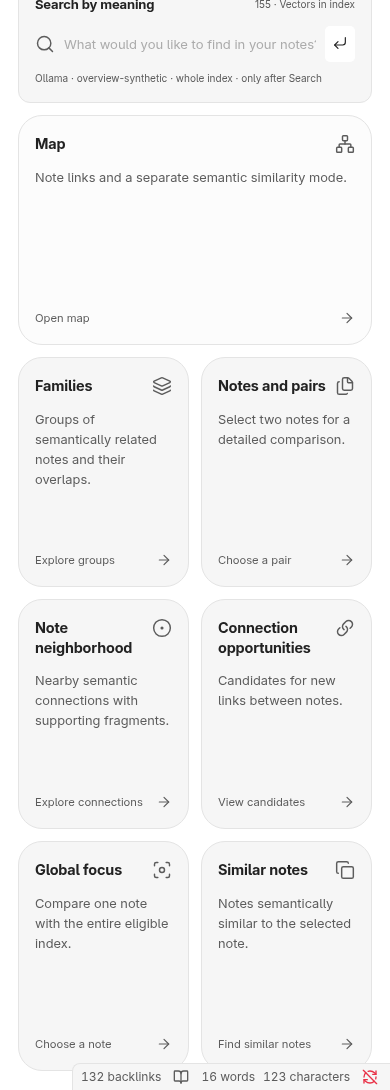 Search by meaning
155 · Vectors in index
What would you like to find in your notes'
Ollama · overview-synthetic · whole index · only after Search
Map
Note links and a separate semantic similarity mode.
Open map
Families
Groups of
semantically related
notes and their
overlaps.
Explore groups
Notes and pairs
Select two notes for a
detailed comparison.
Choose a pair
Note
neighborhood
Nearby semantic
connections with
supporting fragments.
Explore connections
Connection
opportunities
Candidates for new
links between notes.
View candidates
Global focus
Compare one note
with the entire eligible
index.
Choose a note
Similar notes
Notes semantically
similar to the selected
note.
Find similar notes
132 backlinks
16 words
123 characters